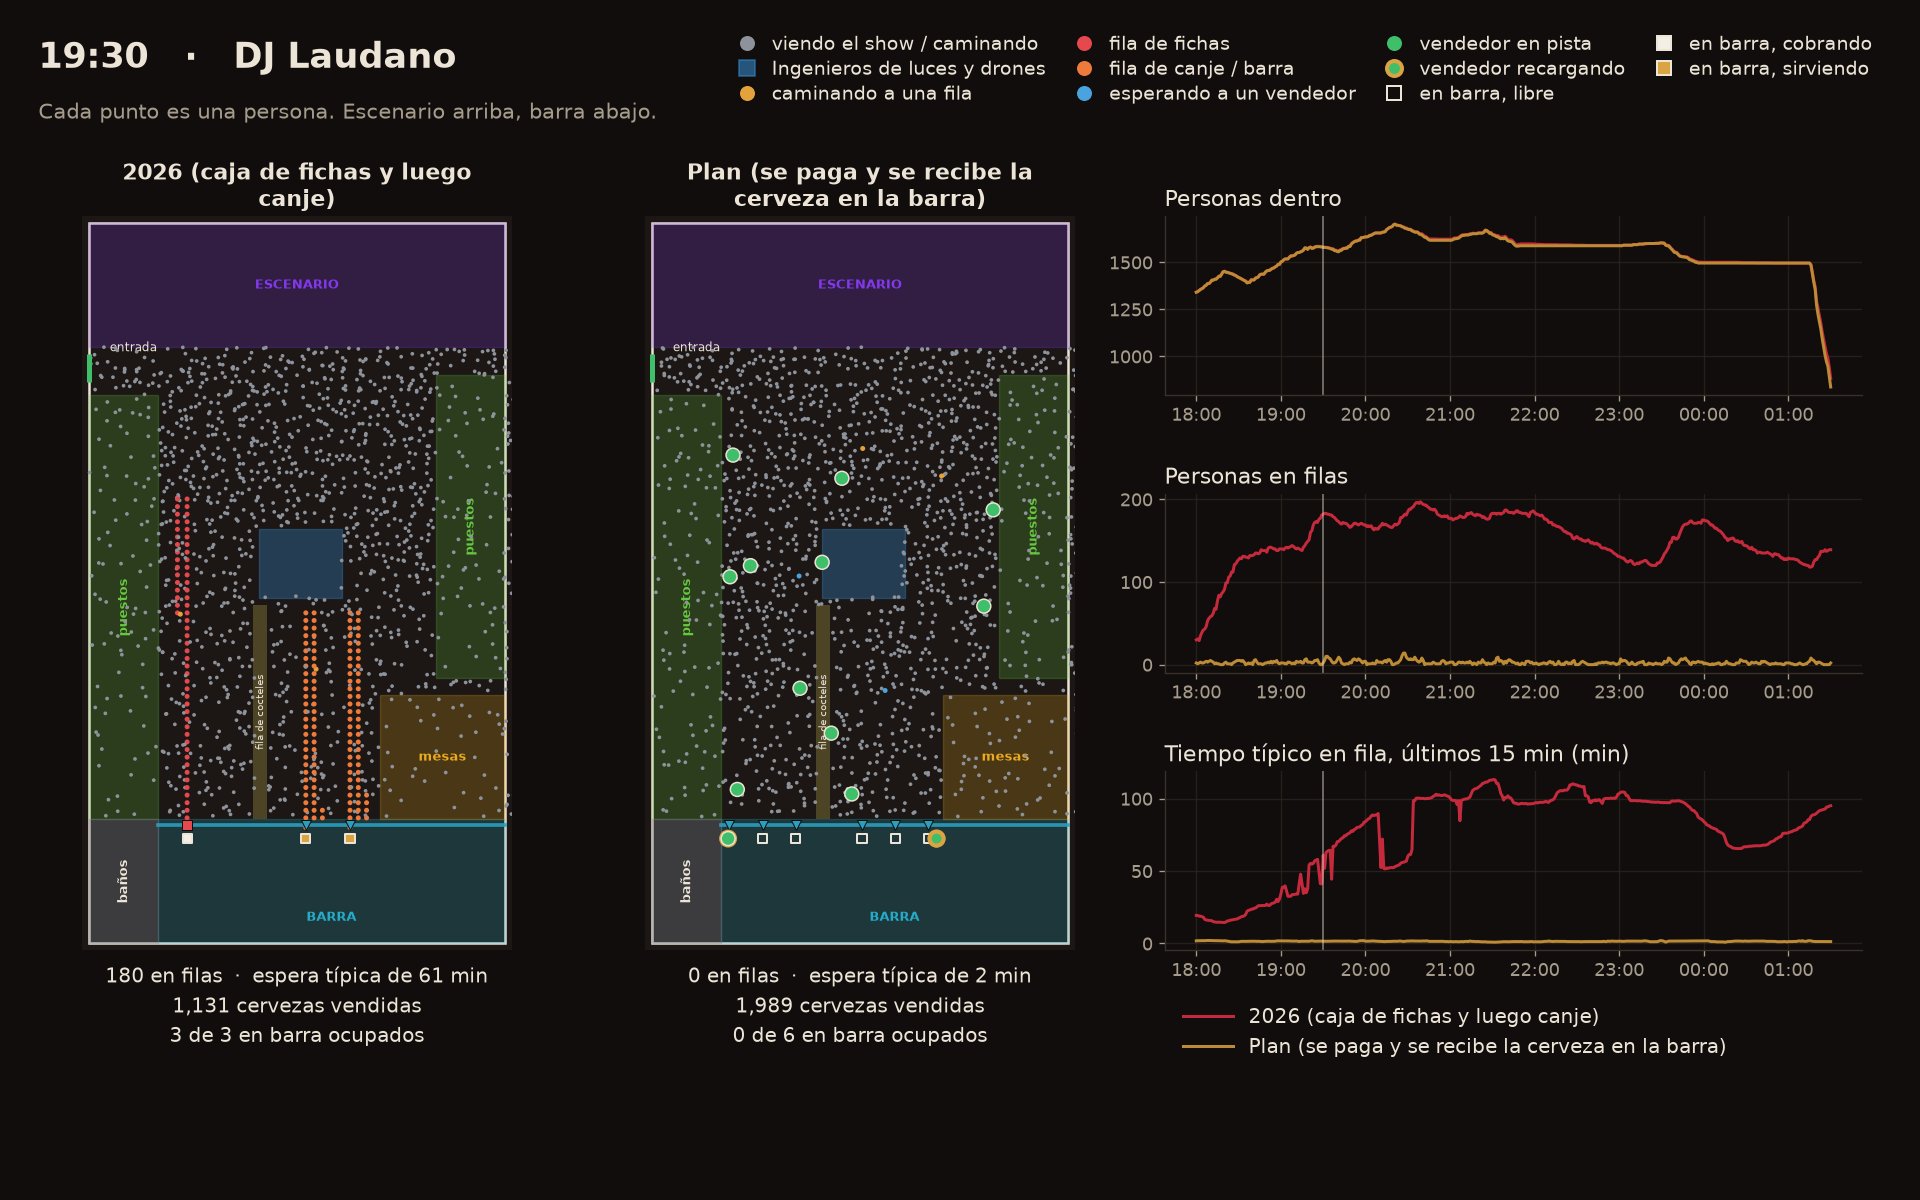 19:30 · DJ Laudano
Cada punto es una persona. Escenario arriba, barra abajo.
viendo el show / caminando
Ingenieros de luces y drones
caminando a una fila
fila de fichas
fila de canje / barra
esperando a un vendedor
vendedor en pista
vendedor recargando
en barra, libre
en barra, cobrando
en barra, sirviendo
2026 (caja de fichas y luego
canje)
ESCENARIO
entrada
puestos
puestos
fila de cocteles
mesas
baños
BARRA
180 en filas · espera típica de 61 min
1,131 cervezas vendidas
3 de 3 en barra ocupados
Plan (se paga y se recibe la
cerveza en la barra)
ESCENARIO
entrada
puestos
puestos
fila de cocteles
mesas
baños
BARRA
0 en filas · espera típica de 2 min
1,989 cervezas vendidas
0 de 6 en barra ocupados
Personas dentro
1500
1250
1000
18:00 19:00 20:00 21:00 22:00 23:00 00:00 01:00
Personas en filas
200
100
0
18:00 19:00 20:00 21:00 22:00 23:00 00:00 01:00
Tiempo típico en fila, últimos 15 min (min)
100
50
0
18:00 19:00 20:00 21:00 22:00 23:00 00:00 01:00
2026 (caja de fichas y luego canje)
Plan (se paga y se recibe la cerveza en la barra)